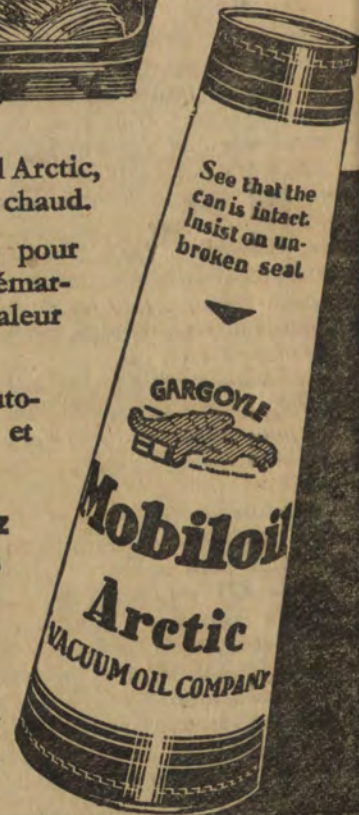 l Arctic,
chaud.
pour
émar-
aleur
uto-
et
z
See that the
can is intact.
Insist on un-
broken seal.
GARGOYLE
Mobiloil
Arctic
VACUUM OIL COMPANY